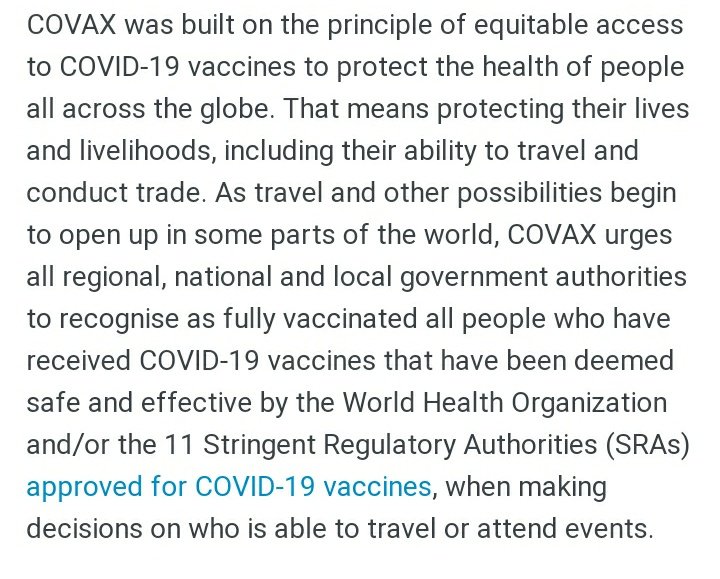 COVAX was built on the principle of equitable access
to COVID-19 vaccines to protect the health of people
all across the globe. That means protecting their lives
and livelihoods, including their ability to travel and
conduct trade. As travel and other possibilities begin
to open up in some parts of the world, COVAX urges
all regional, national and local government authorities
to recognise as fully vaccinated all people who have
received COVID-19 vaccines that have been deemed
safe and effective by the World Health Organization
and/or the 11 Stringent Regulatory Authorities (SRAs)
approved for COVID-19 vaccines, when making
decisions on who is able to travel or attend events.